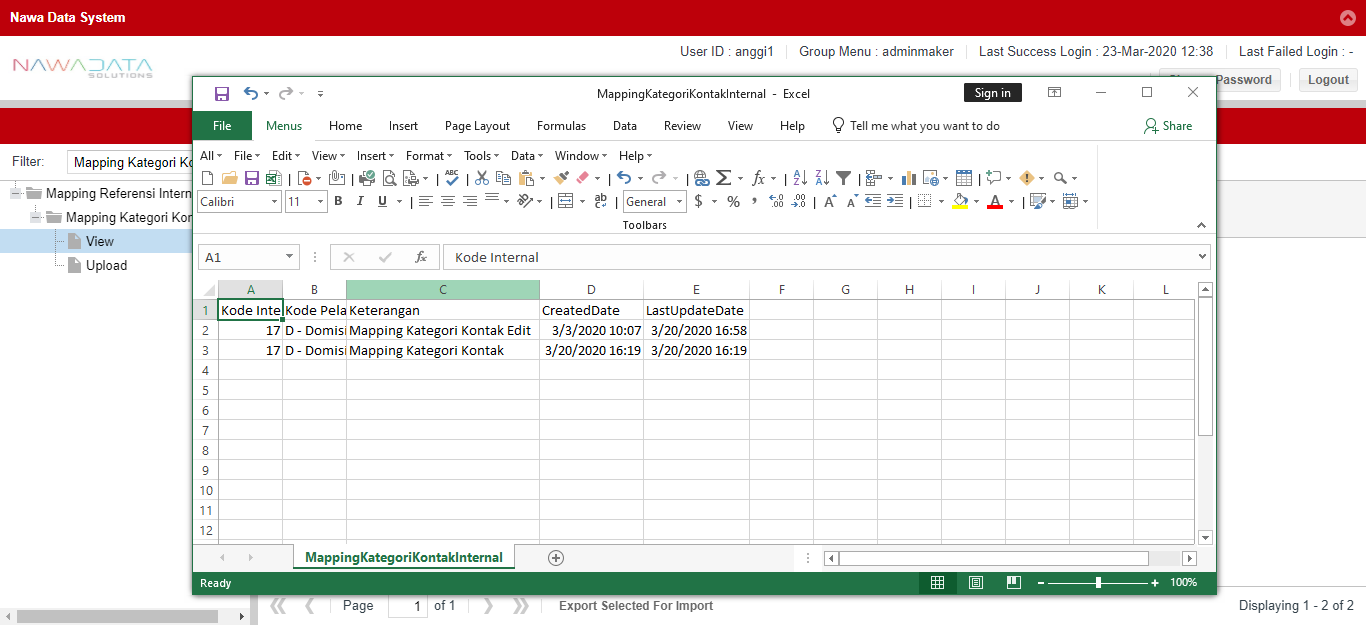 Nawa Data System
User ID : anggi1 Group Menu : adminmaker Last Success Login : 23-Mar-2020 12:38 Last Failed Login : -
NAWADATA
SOLUTIONS
Password Logout
MappingKategoriKontakInternal - Excel Sign in
File Menus Home Insert Page Layout Formulas Data Review View Help Tell me what you want to do Share
All File Edit View Insert Format Tools Data Window Help
Calibri 11 B I U General $ % ,
Toolbars
Filter: Mapping Kategori Ko
Mapping Referensi Intern
Mapping Kategori Kon
View
Upload
A1 fx Kode Internal
A B C D E F G H I J K L
1 Kode Inte Kode Pela Keterangan CreatedDate LastUpdateDate
2 17 D - Domisi Mapping Kategori Kontak Edit 3/3/2020 10:07 3/20/2020 16:58
3 17 D - Domisi Mapping Kategori Kontak 3/20/2020 16:19 3/20/2020 16:19
4
5
6
7
8
9
10
11
12
MappingKategoriKontakInternal
Ready 100%
Page 1 of 1 Export Selected For Import Displaying 1 - 2 of 2